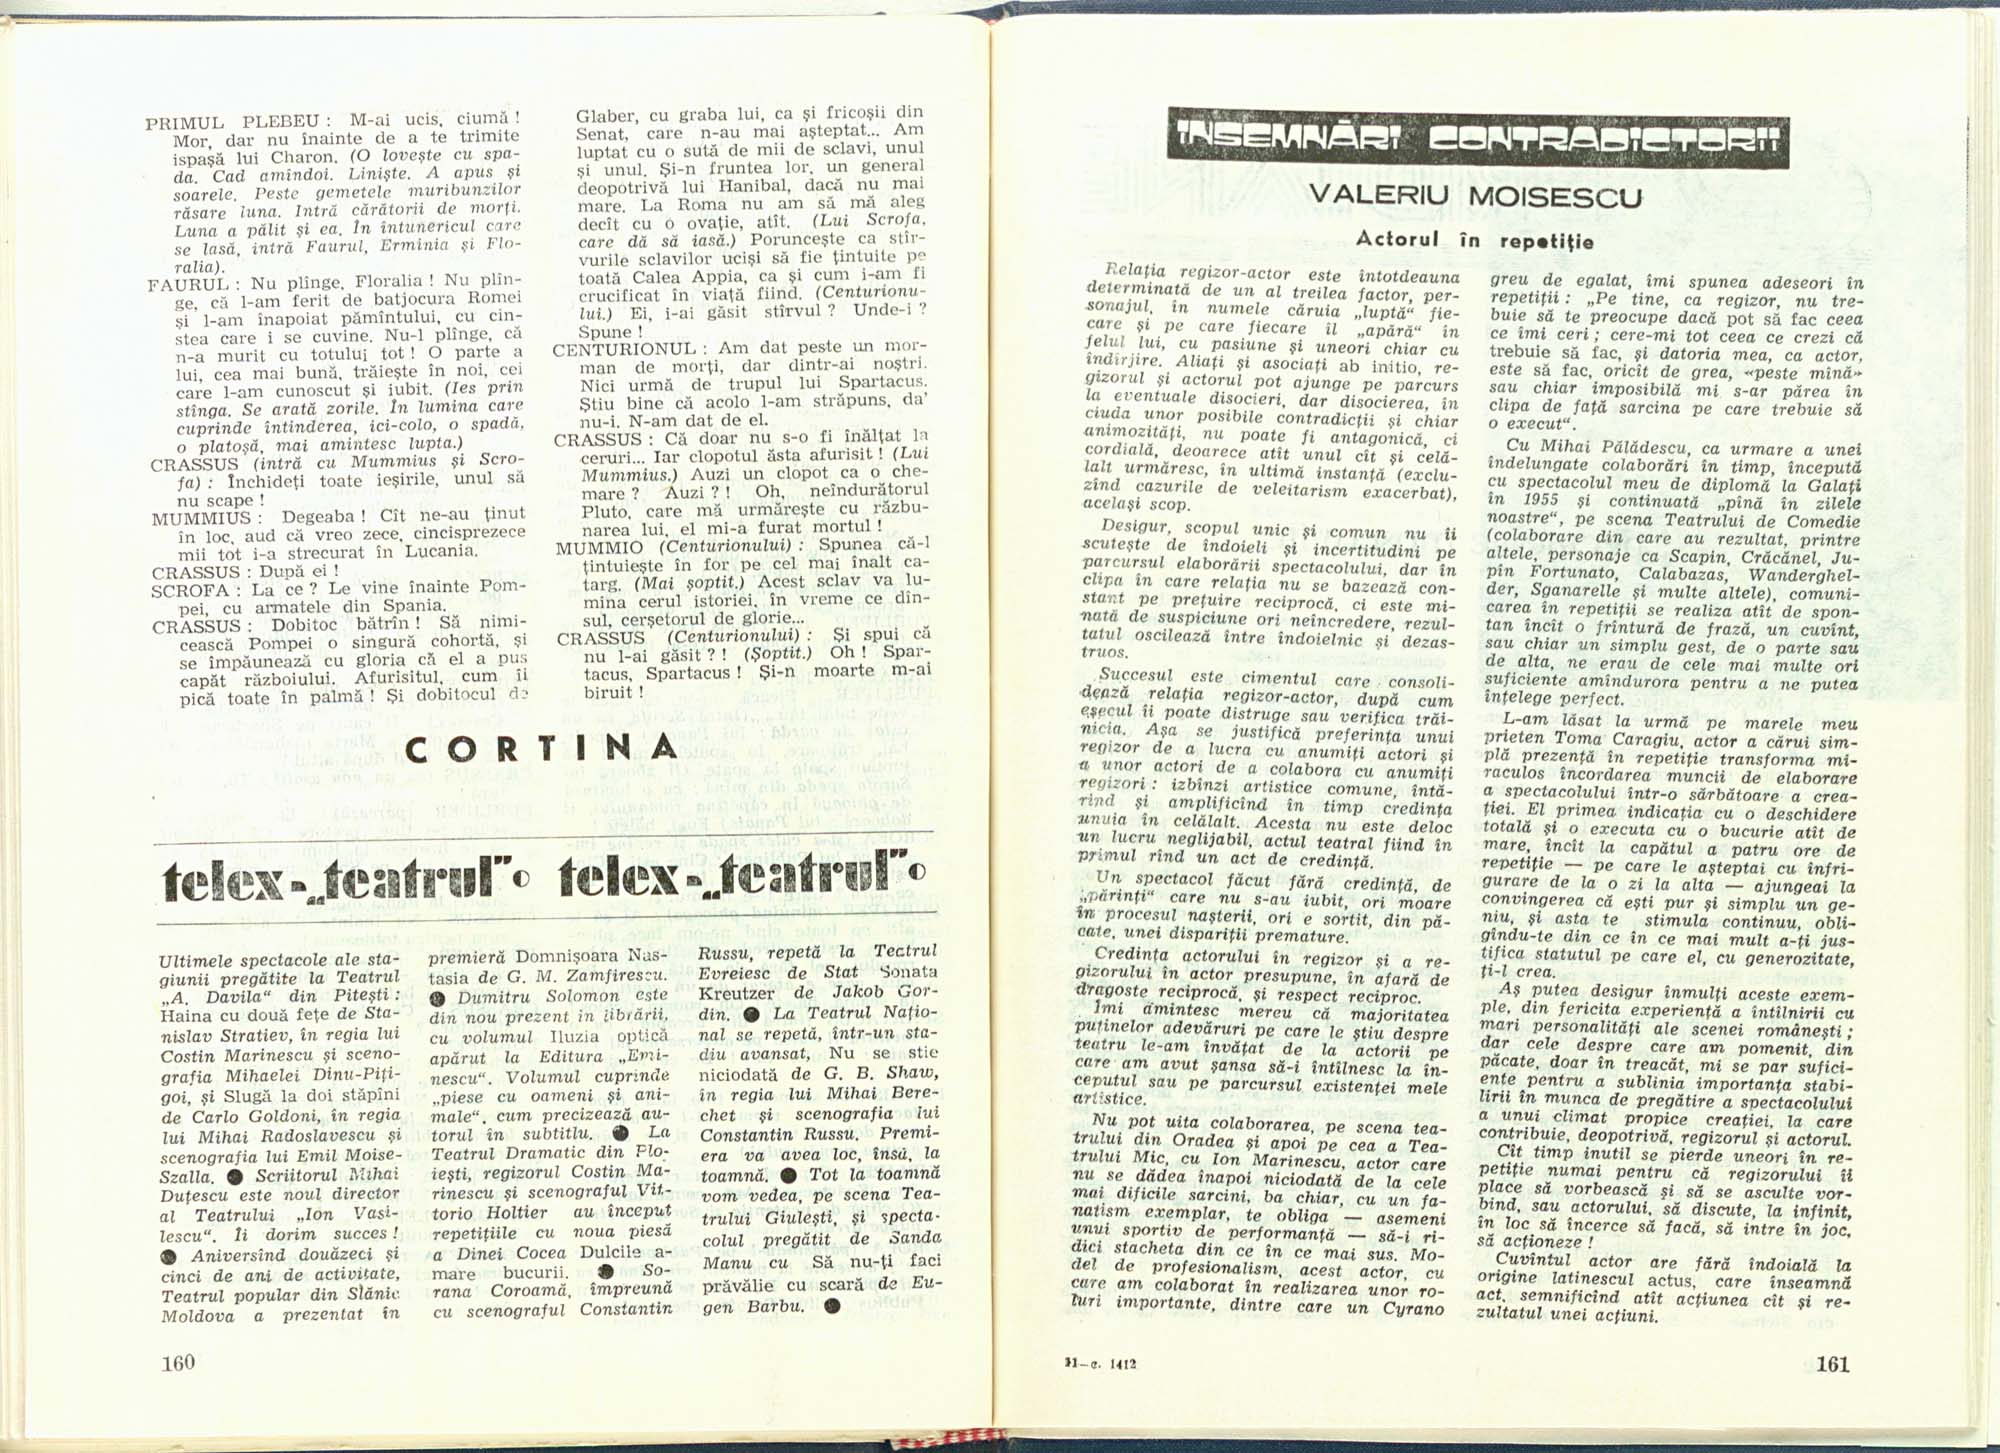 PRIMUL PLEBEU : M-ai ucis, ciumă !
Mor, dar nu înainte de a te trimite
ispașă lui Charon. (O lovește cu spa-
da. Cad amîndoi. Liniște. A apus și
soarele. Peste gemetele muribunzilor
răsare luna. Intră cărătorii de morți.
Luna a pălit și ea. În întunericul care
se lasă, intră Faurul, Erminia și Flo-
ralia).
FAURUL : Nu plînge, Floralia ! Nu plîn-
ge, că l-am ferit de batjocura Romei
și l-am înapoiat pămîntului, cu cin-
stea care i se cuvine. Nu-l plînge, că
n-a murit cu totului tot ! O parte a
lui, cea mai bună, trăiește în noi, cei
care l-am cunoscut și iubit. (Ies prin
stînga. Se arată zorile. În lumina care
cuprinde întinderea, ici-colo, o spadă,
o platoșă, mai amintesc lupta.)
CRASSUS (intră cu Mummius și Scro-
fa) : Închideți toate ieșirile, unul să
nu scape !
MUMMIUS : Degeaba ! Cît ne-au ținut
în loc, aud că vreo zece, cincisprezece
mii tot i-a strecurat în Lucania.
CRASSUS : După ei !
SCROFA : La ce ? Le vine înainte Pom-
pei, cu armatele din Spania.
CRASSUS : Dobitoc bătrîn ! Să nimi-
cească Pompei o singură cohortă, și
se împăunează cu gloria că el a pus
capăt războiului. Afurisitul, cum îi
pică toate în palmă ! Și dobitocul de
Glaber, cu graba lui, ca și fricoșii din
Senat, care n-au mai așteptat... Am
luptat cu o sută de mii de sclavi, unul
și unul. Și-n fruntea lor, un general
deopotrivă lui Hanibal, dacă nu mai
mare. La Roma nu am să mă aleg
decît cu o ovație, atît. (Lui Scrofa,
care dă să iasă.) Poruncește ca stîr-
vurile sclavilor uciși să fie țintuite pe
toată Calea Appia, ca și cum i-am fi
crucificat în viață fiind. (Centurionu-
lui.) Ei, i-ai găsit stîrvul ? Unde-i ?
Spune !
CENTURIONUL : Am dat peste un mor-
man de morți, dar dintr-ai noștri.
Nici urmă de trupul lui Spartacus.
Știu bine că acolo l-am străpuns, da'
nu-i. N-am dat de el.
CRASSUS : Că doar nu s-o fi înălțat la
ceruri... Iar clopotul ăsta afurisit ! (Lui
Mummius.) Auzi un clopot ca o che-
mare ? Auzi ? ! Oh, neîndurătorul
Pluto, care mă urmărește cu răzbu-
narea lui, el mi-a furat mortul !
MUMMIO (Centurionului) : Spunea că-l
țintuiește în for pe cel mai înalt ca-
targ. (Mai șoptit.) Acest sclav va lu-
mina cerul istoriei, în vreme ce dîn-
sul, cerșetorul de glorie...
CRASSUS (Centurionului) : Și spui că
nu l-ai găsit ? ! (Șoptit.) Oh ! Spar-
tacus, Spartacus ! Și-n moarte m-ai
biruit !
CORTINA
telex-„teatrul” telex-„teatrul”
Ultimele spectacole ale sta-
giunii pregătite la Teatrul
„A. Davila“ din Pitești :
Haina cu două fețe de Sta-
nislav Stratiev, în regia lui
Costin Marinescu și sceno-
grafia Mihaelei Dinu-Piți-
goi, și Slugă la doi stăpîni
de Carlo Goldoni, în regia
lui Mihai Radoslavescu și
scenografia lui Emil Moise-
Szalla. ● Scriitorul Mihai
Duțescu este noul director
al Teatrului „Ion Vasi-
lescu“. Îi dorim succes !
● Aniversînd douăzeci și
cinci de ani de activitate,
Teatrul popular din Slănic
Moldova a prezentat în
premieră Domnișoara Nas-
tasia de G. M. Zamfirescu.
● Dumitru Solomon este
din nou prezent în librării,
cu volumul Iluzia optică
apărut la Editura „Emi-
nescu“. Volumul cuprinde
„piese cu oameni și ani-
male“, cum precizează au-
torul în subtitlu. ● La
Teatrul Dramatic din Plo-
iești, regizorul Costin Ma-
rinescu și scenograful Vit-
torio Holtier au început
repetițiile cu noua piesă
a Dinei Cocea Dulcile a-
mare bucurii. ● So-
rana Coroamă, împreună
cu scenograful Constantin
Russu, repetă la Teatrul
Evreiesc de Stat Sonata
Kreutzer de Jakob Gor-
din. ● La Teatrul Națio-
nal se repetă, într-un sta-
diu avansat, Nu se știe
niciodată de G. B. Shaw,
în regia lui Mihai Bere-
chet și scenografia lui
Constantin Russu. Premi-
era va avea loc, însă, la
toamnă. ● Tot la toamnă
vom vedea, pe scena Tea-
trului Giulești, și specta-
colul pregătit de Sanda
Manu cu Să nu-ți faci
prăvălie cu scară de Eu-
gen Barbu. ●
160
ÎNSEMNĂRI CONTRADICTORII
VALERIU MOISESCU
Actorul în repetiție
Relația regizor-actor este întotdeauna
determinată de un al treilea factor, per-
sonajul, în numele căruia „luptă“ fie-
care și pe care fiecare îl „apără“ în
felul lui, cu pasiune și uneori chiar cu
îndîrjire. Aliați și asociați ab initio, re-
gizorul și actorul pot ajunge pe parcurs
la eventuale disocieri, dar disocierea, în
ciuda unor posibile contradicții și chiar
animozități, nu poate fi antagonică, ci
cordială, deoarece atît unul cît și celă-
lalt urmăresc, în ultimă instanță (exclu-
zînd cazurile de veleitarism exacerbat),
același scop.
Desigur, scopul unic și comun nu îi
scutește de îndoieli și incertitudini pe
parcursul elaborării spectacolului, dar în
clipa în care relația nu se bazează con-
stant pe prețuire reciprocă, ci este mi-
nată de suspiciune ori neîncredere, rezul-
tatul oscilează între îndoielnic și dezas-
truos.
Succesul este cimentul care consoli-
dează relația regizor-actor, după cum
eșecul îi poate distruge sau verifica trăi-
nicia. Așa se justifică preferința unui
regizor de a lucra cu anumiți actori și
a unor actori de a colabora cu anumiți
regizori : izbînzi artistice comune, întă-
rind și amplificînd în timp credința
unuia în celălalt. Acesta nu este deloc
un lucru neglijabil, actul teatral fiind în
primul rînd un act de credință.
Un spectacol făcut fără credință, de
„părinți“ care nu s-au iubit, ori moare
în procesul nașterii, ori e sortit, din pă-
cate, unei dispariții premature.
Credința actorului în regizor și a re-
gizorului în actor presupune, în afară de
dragoste reciprocă, și respect reciproc.
Îmi amintesc mereu că majoritatea
puținelor adevăruri pe care le știu despre
teatru le-am învățat de la actorii pe
care am avut șansa să-i întîlnesc la în-
ceputul sau pe parcursul existenței mele
artistice.
Nu pot uita colaborarea, pe scena tea-
trului din Oradea și apoi pe cea a Tea-
trului Mic, cu Ion Marinescu, actor care
nu se dădea înapoi niciodată de la cele
mai dificile sarcini, ba chiar, cu un fa-
natism exemplar, te obliga — asemeni
unui sportiv de performanță — să-i ri-
dici stacheta din ce în ce mai sus. Mo-
del de profesionalism, acest actor, cu
care am colaborat în realizarea unor ro-
luri importante, dintre care un Cyrano
greu de egalat, îmi spunea adeseori în
repetiții : „Pe tine, ca regizor, nu tre-
buie să te preocupe dacă pot să fac ceea
ce îmi ceri ; cere-mi tot ceea ce crezi că
trebuie să fac, și datoria mea, ca actor,
este să fac, oricît de grea, «peste mînă»
sau chiar imposibilă mi s-ar părea în
clipa de față sarcina pe care trebuie să
o execut“.
Cu Mihai Pălădescu, ca urmare a unei
îndelungate colaborări în timp, începută
cu spectacolul meu de diplomă la Galați
în 1955 și continuată „pînă în zilele
noastre“, pe scena Teatrului de Comedie
(colaborare din care au rezultat, printre
altele, personaje ca Scapin, Crăcănel, Ju-
pîn Fortunato, Calabazas, Wanderghel-
der, Sganarelle și multe altele), comuni-
carea în repetiții se realiza atît de spon-
tan încît o frîntură de frază, un cuvînt,
sau chiar un simplu gest, de o parte sau
de alta, ne erau de cele mai multe ori
suficiente amîndurora pentru a ne putea
înțelege perfect.
L-am lăsat la urmă pe marele meu
prieten Toma Caragiu, actor a cărui sim-
plă prezență în repetiție transforma mi-
raculos încordarea muncii de elaborare
a spectacolului într-o sărbătoare a crea-
ției. El primea indicația cu o deschidere
totală și o executa cu o bucurie atît de
mare, încît la capătul a patru ore de
repetiție — pe care le așteptai cu înfri-
gurare de la o zi la alta — ajungeai la
convingerea că ești pur și simplu un ge-
niu, și asta te stimula continuu, obli-
gîndu-te din ce în ce mai mult a-ți jus-
tifica statutul pe care el, cu generozitate,
ți-l crea.
Aș putea desigur înmulți aceste exem-
ple, din fericita experiență a întîlnirii cu
mari personalități ale scenei românești ;
dar cele despre care am pomenit, din
păcate, doar în treacăt, mi se par sufici-
ente pentru a sublinia importanța stabi-
lirii în munca de pregătire a spectacolului
a unui climat propice creației, la care
contribuie, deopotrivă, regizorul și actorul.
Cît timp inutil se pierde uneori în re-
petiție numai pentru că regizorului îi
place să vorbească și să se asculte vor-
bind, sau actorului, să discute, la infinit,
în loc să încerce să facă, să intre în joc,
să acționeze !
Cuvîntul actor are fără îndoială la
origine latinescul actus, care înseamnă
act, semnificînd atît acțiunea cît și re-
zultatul unei acțiuni.
11—c. 1412
161